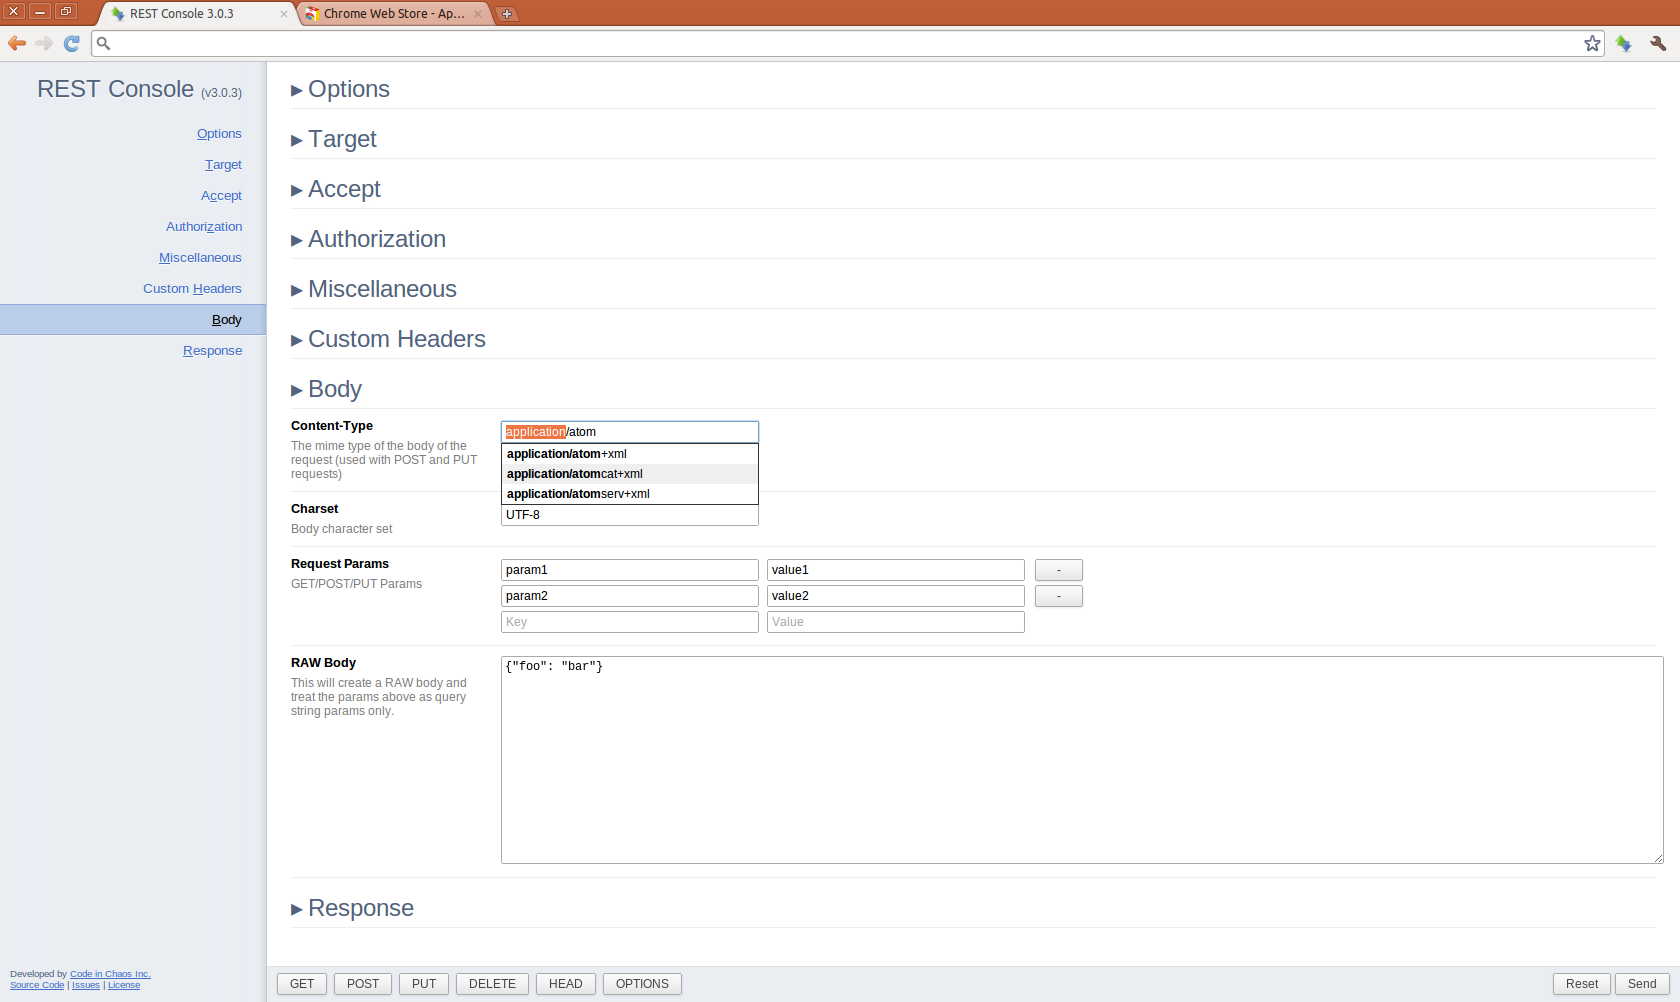 REST Console 3.0.3
Chrome Web Store - Ap...
REST Console (v3.0.3)
Options
Target
Accept
Authorization
Miscellaneous
Custom Headers
Body
Response
Developed by Code in Chaos Inc.
Source Code | Issues | License
Options
Target
Accept
Authorization
Miscellaneous
Custom Headers
Body
Content-Type
The mime type of the body of the
request (used with POST and PUT
requests)
application/atom
application/atom+xml
application/atomcat+xml
application/atomserv+xml
Charset
Body character set
UTF-8
Request Params
GET/POST/PUT Params
param1 value1 -
param2 value2 -
Key Value
RAW Body
This will create a RAW body and
treat the params above as query
string params only.
{"foo": "bar"}
Response
GET POST PUT DELETE HEAD OPTIONS Reset Send